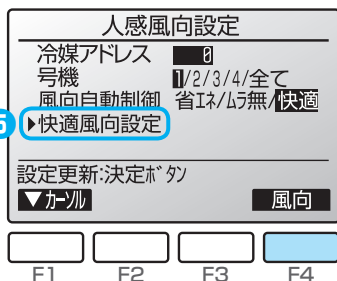 人感風向設定
冷媒アドレス 0
号機 1/2/3/4/全て
風向自動制御 省エネ/ムラ無/快適
5 ▶快適風向設定
設定更新:決定ボタン
▼カーソル 風向
F1 F2 F3 F4